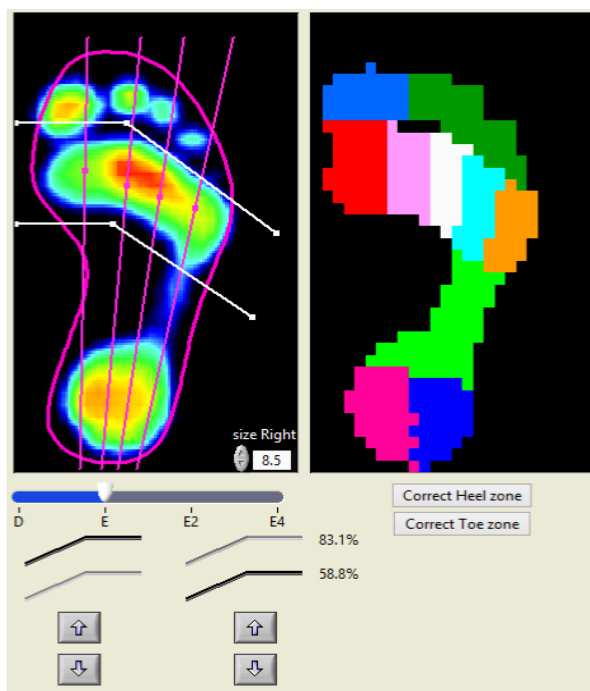 size Right
8.5
D E E2 E4
Correct Heel zone
Correct Toe zone
83.1%
58.8%